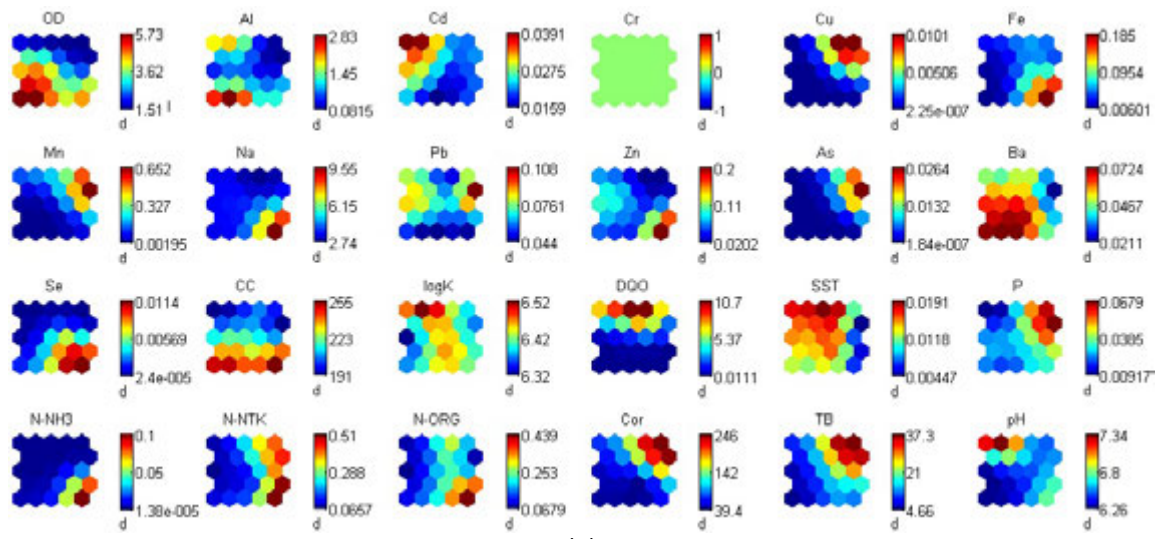 OD Al Cd Cr Cu Fe
5.73 2.83 0.0391 1 0.0101 0.185
3.62 1.45 0.0275 0 0.00506 0.0954
1.51 0.0815 0.0159 -1 2.25e-007 0.00601
d d d d d d
Mn Na Pb Zn As Ba
0.652 9.55 0.108 0.2 0.0264 0.0724
0.327 6.15 0.0761 0.11 0.0132 0.0467
0.00195 2.74 0.044 0.0202 1.84e-007 0.0211
d d d d d d
Se CC logK DQO SST P
0.0114 255 6.52 10.7 0.0191 0.0679
0.00569 223 6.42 5.37 0.0118 0.0385
2.4e-005 191 6.32 0.0111 0.00447 0.00917
d d d d d d
N-NH3 N-NTK N-ORG Cor TB pH
0.1 0.51 0.439 246 37.3 7.34
0.05 0.288 0.253 142 21 6.8
1.38e-005 0.0657 0.0679 39.4 4.66 6.26
d d d d d d